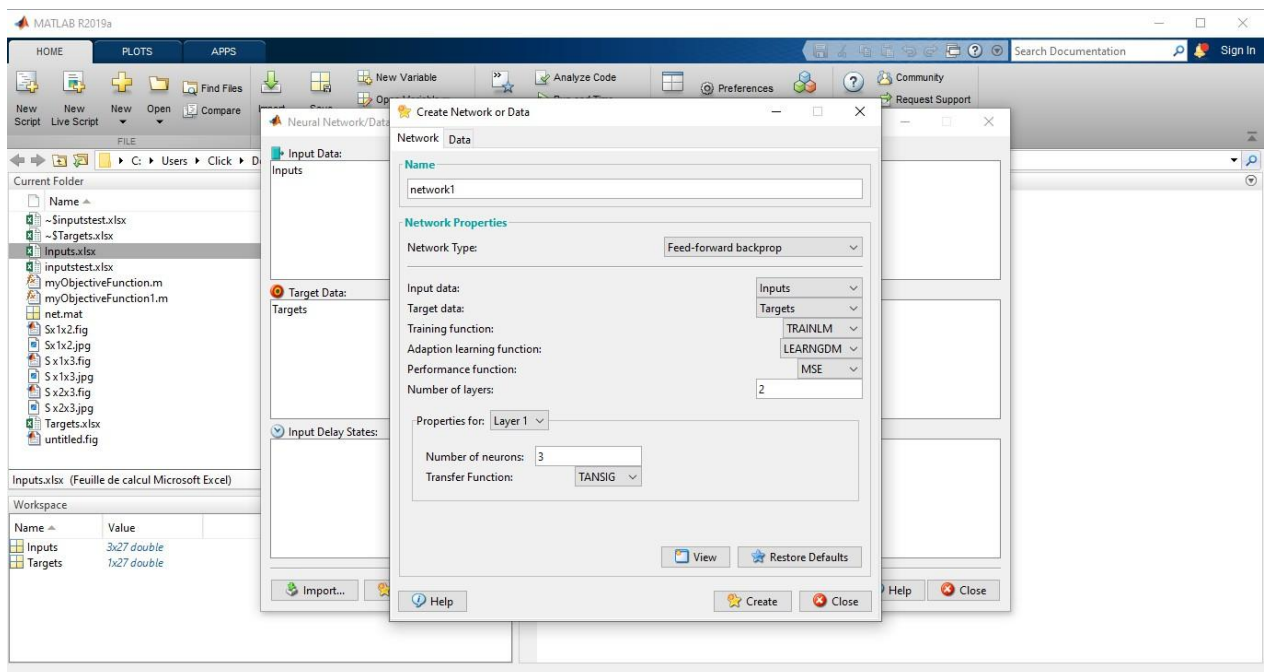 MATLAB R2019a
HOME PLOTS APPS
Search Documentation
Sign In
New Script
New Live Script
New
Open
Find Files
Compare
FILE
New Variable
Analyze Code
Preferences
Community
Request Support
C: Users Click
Current Folder
Name
~$inputstest.xlsx
~$Targets.xlsx
Inputs.xlsx
inputstest.xlsx
myObjectiveFunction.m
myObjectiveFunction1.m
net.mat
Sx1x2.fig
Sx1x2.jpg
S x1x3.fig
S x1x3.jpg
S x2x3.fig
S x2x3.jpg
Targets.xlsx
untitled.fig
Inputs.xlsx (Feuille de calcul Microsoft Excel)
Workspace
Name Value
Inputs 3x27 double
Targets 1x27 double
Neural Network/Data
Input Data:
Inputs
Target Data:
Targets
Input Delay States:
Import...
Help
Close
Create Network or Data
Network Data
Name
network1
Network Properties
Network Type: Feed-forward backprop
Input data: Inputs
Target data: Targets
Training function: TRAINLM
Adaption learning function: LEARNGDM
Performance function: MSE
Number of layers: 2
Properties for: Layer 1
Number of neurons: 3
Transfer Function: TANSIG
View Restore Defaults
Help Create Close